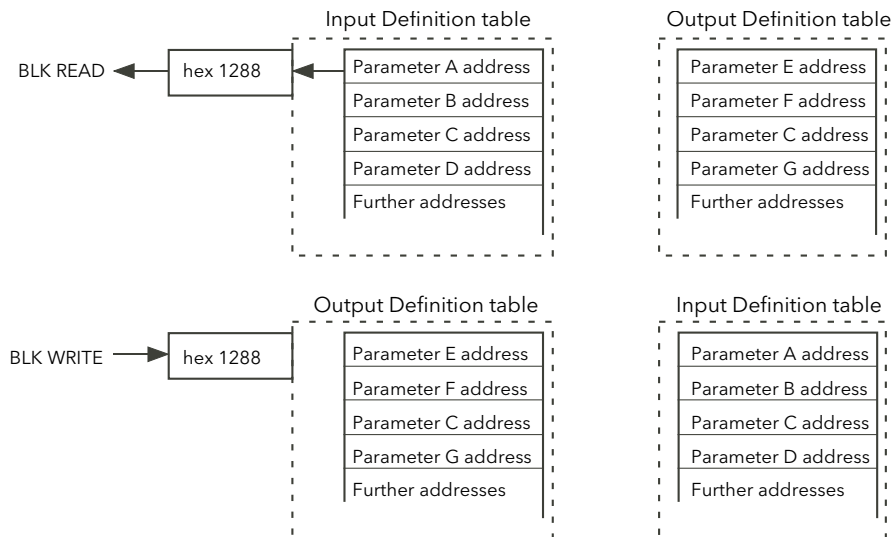 Input Definition table
Output Definition table
BLK READ
hex 1288
Parameter A address
Parameter B address
Parameter C address
Parameter D address
Further addresses
Parameter E address
Parameter F address
Parameter C address
Parameter G address
Further addresses
Output Definition table
Input Definition table
BLK WRITE
hex 1288
Parameter E address
Parameter F address
Parameter C address
Parameter G address
Further addresses
Parameter A address
Parameter B address
Parameter C address
Parameter D address
Further addresses